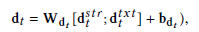 d_t = W_{d_t}[d_t^{str}; d_t^{txt}] + b_{d_t}),